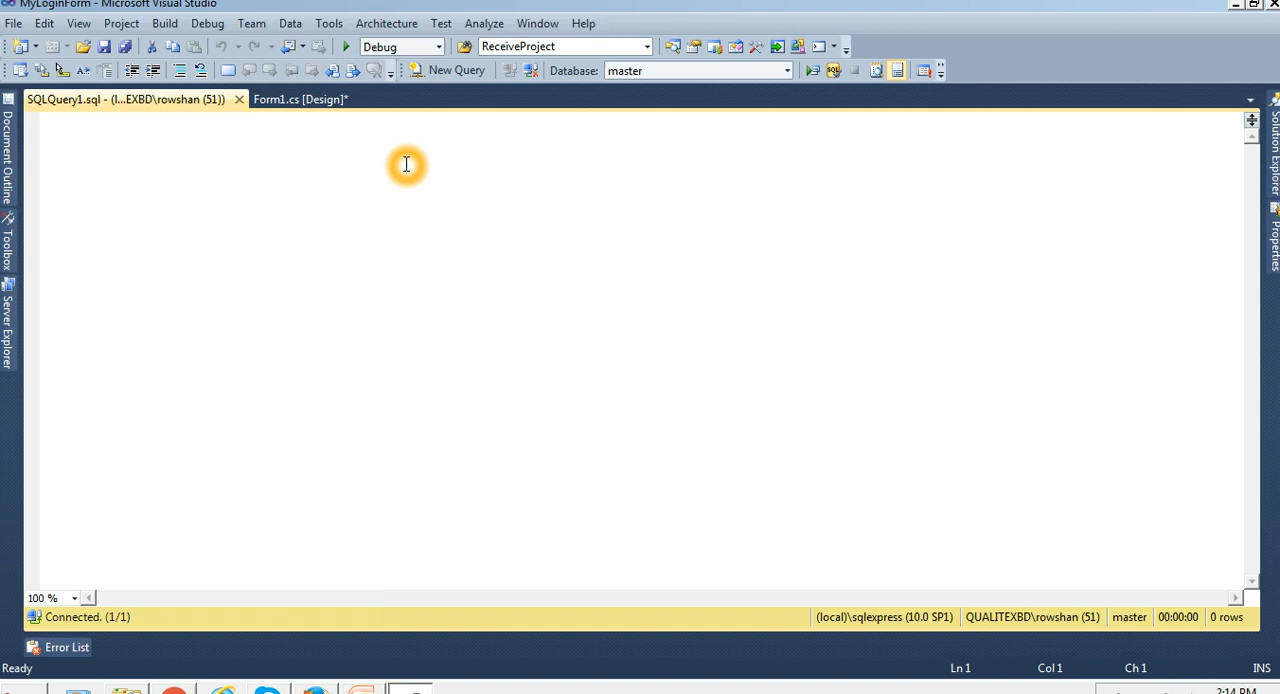 MyLoginForm - Microsoft Visual Studio
File Edit View Project Build Debug Team Data Tools Architecture Test Analyze Window Help
Debug ReceiveProject
New Query Database: master
SQLQuery1.sql - (l...EXBD\rowshan (51)) Form1.cs [Design]*
Document Outline
Toolbox
Server Explorer
Solution Explorer
Properties
100 %
Connected. (1/1) (local)\sqlexpress (10.0 SP1) QUALITEXBD\rowshan (51) master 00:00:00 0 rows
Error List
Ready Ln 1 Col 1 Ch 1 INS
2:14 PM